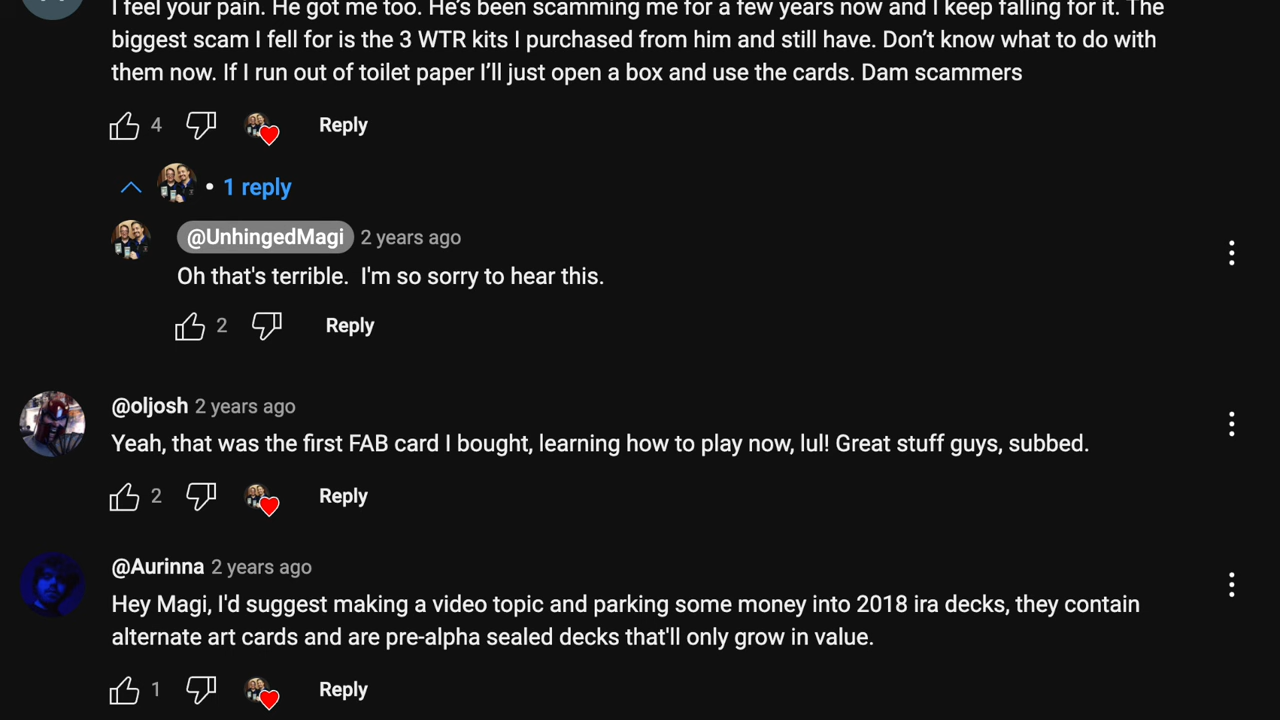 I feel your pain. He got me too. He's been scamming me for a few years now and I keep falling for it. The
biggest scam I fell for is the 3 WTR kits I purchased from him and still have. Don't know what to do with
them now. If I run out of toilet paper I'll just open a box and use the cards. Dam scammers
4 Reply
• 1 reply
@UnhingedMagi 2 years ago
Oh that's terrible.  I'm so sorry to hear this.
2 Reply
@oljosh 2 years ago
Yeah, that was the first FAB card I bought, learning how to play now, lul! Great stuff guys, subbed.
2 Reply
@Aurinna 2 years ago
Hey Magi, I'd suggest making a video topic and parking some money into 2018 ira decks, they contain
alternate art cards and are pre-alpha sealed decks that'll only grow in value.
1 Reply